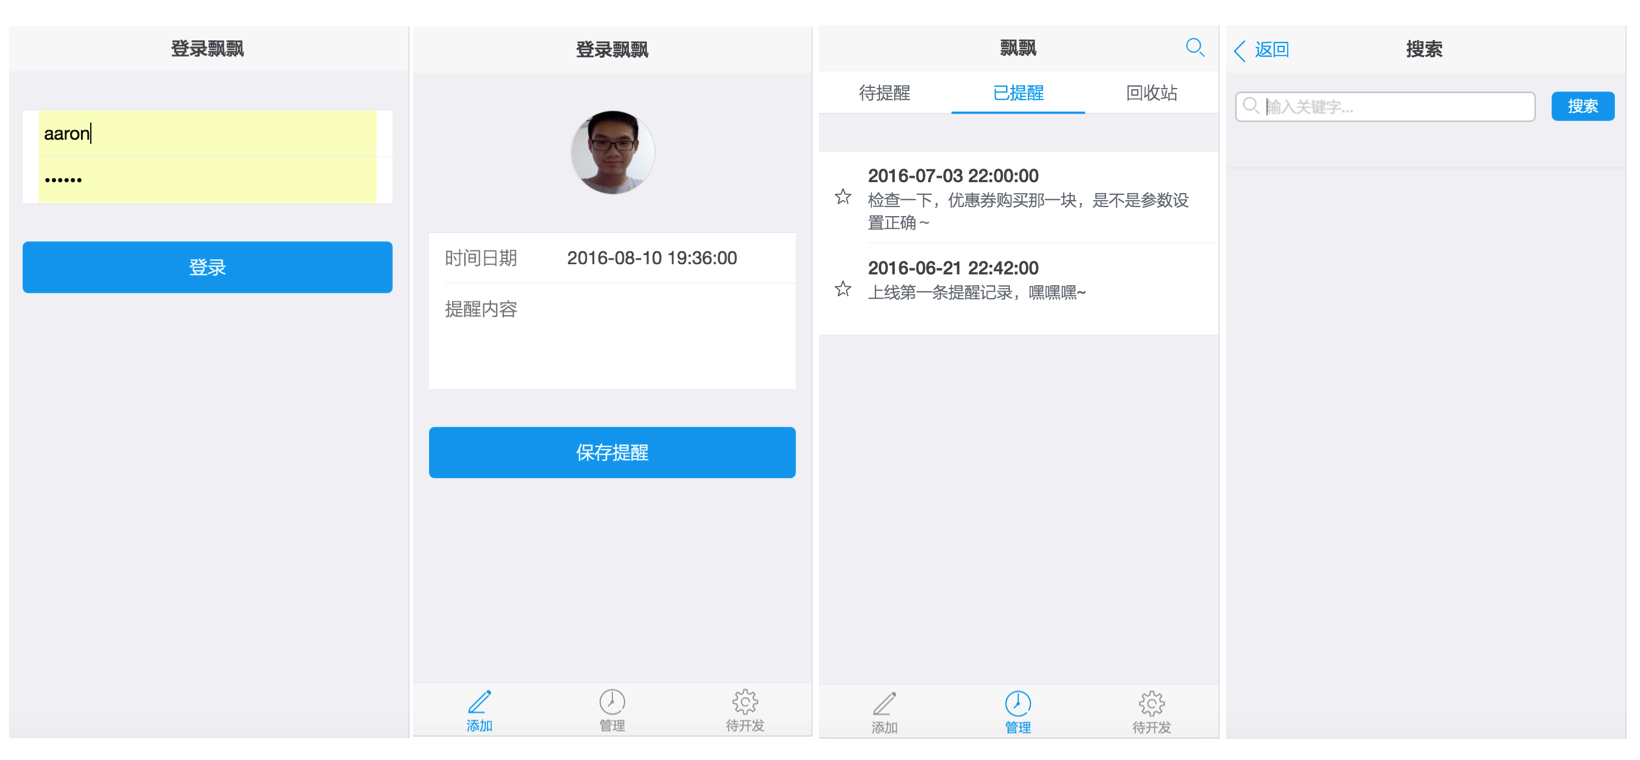 登录飘飘
aaron
••••••
登录
登录飘飘
时间日期 2016-08-10 19:36:00
提醒内容
保存提醒
添加 管理 待开发
飘飘
待提醒 已提醒 回收站
2016-07-03 22:00:00
检查一下，优惠券购买那一块，是不是参数设
置正确～
2016-06-21 22:42:00
上线第一条提醒记录，嘿嘿嘿~
添加 管理 待开发
返回 搜索
输入关键字... 搜索